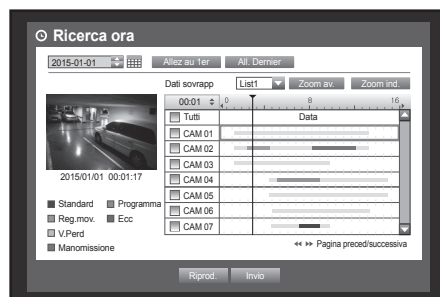 Ricerca ora
2015-01-01 Allez au 1er All. Dernier
Dati sovrapp List1 Zoom av. Zoom ind.
00:01 0 8 16
Tutti Data
CAM 01
CAM 02
CAM 03
CAM 04
CAM 05
CAM 06
CAM 07
2015/01/01 00:01:17
Standard Programma
Reg.mov. Ecc
V.Perd
Manomissione
Pagina preced/successiva
Riprod. Invio